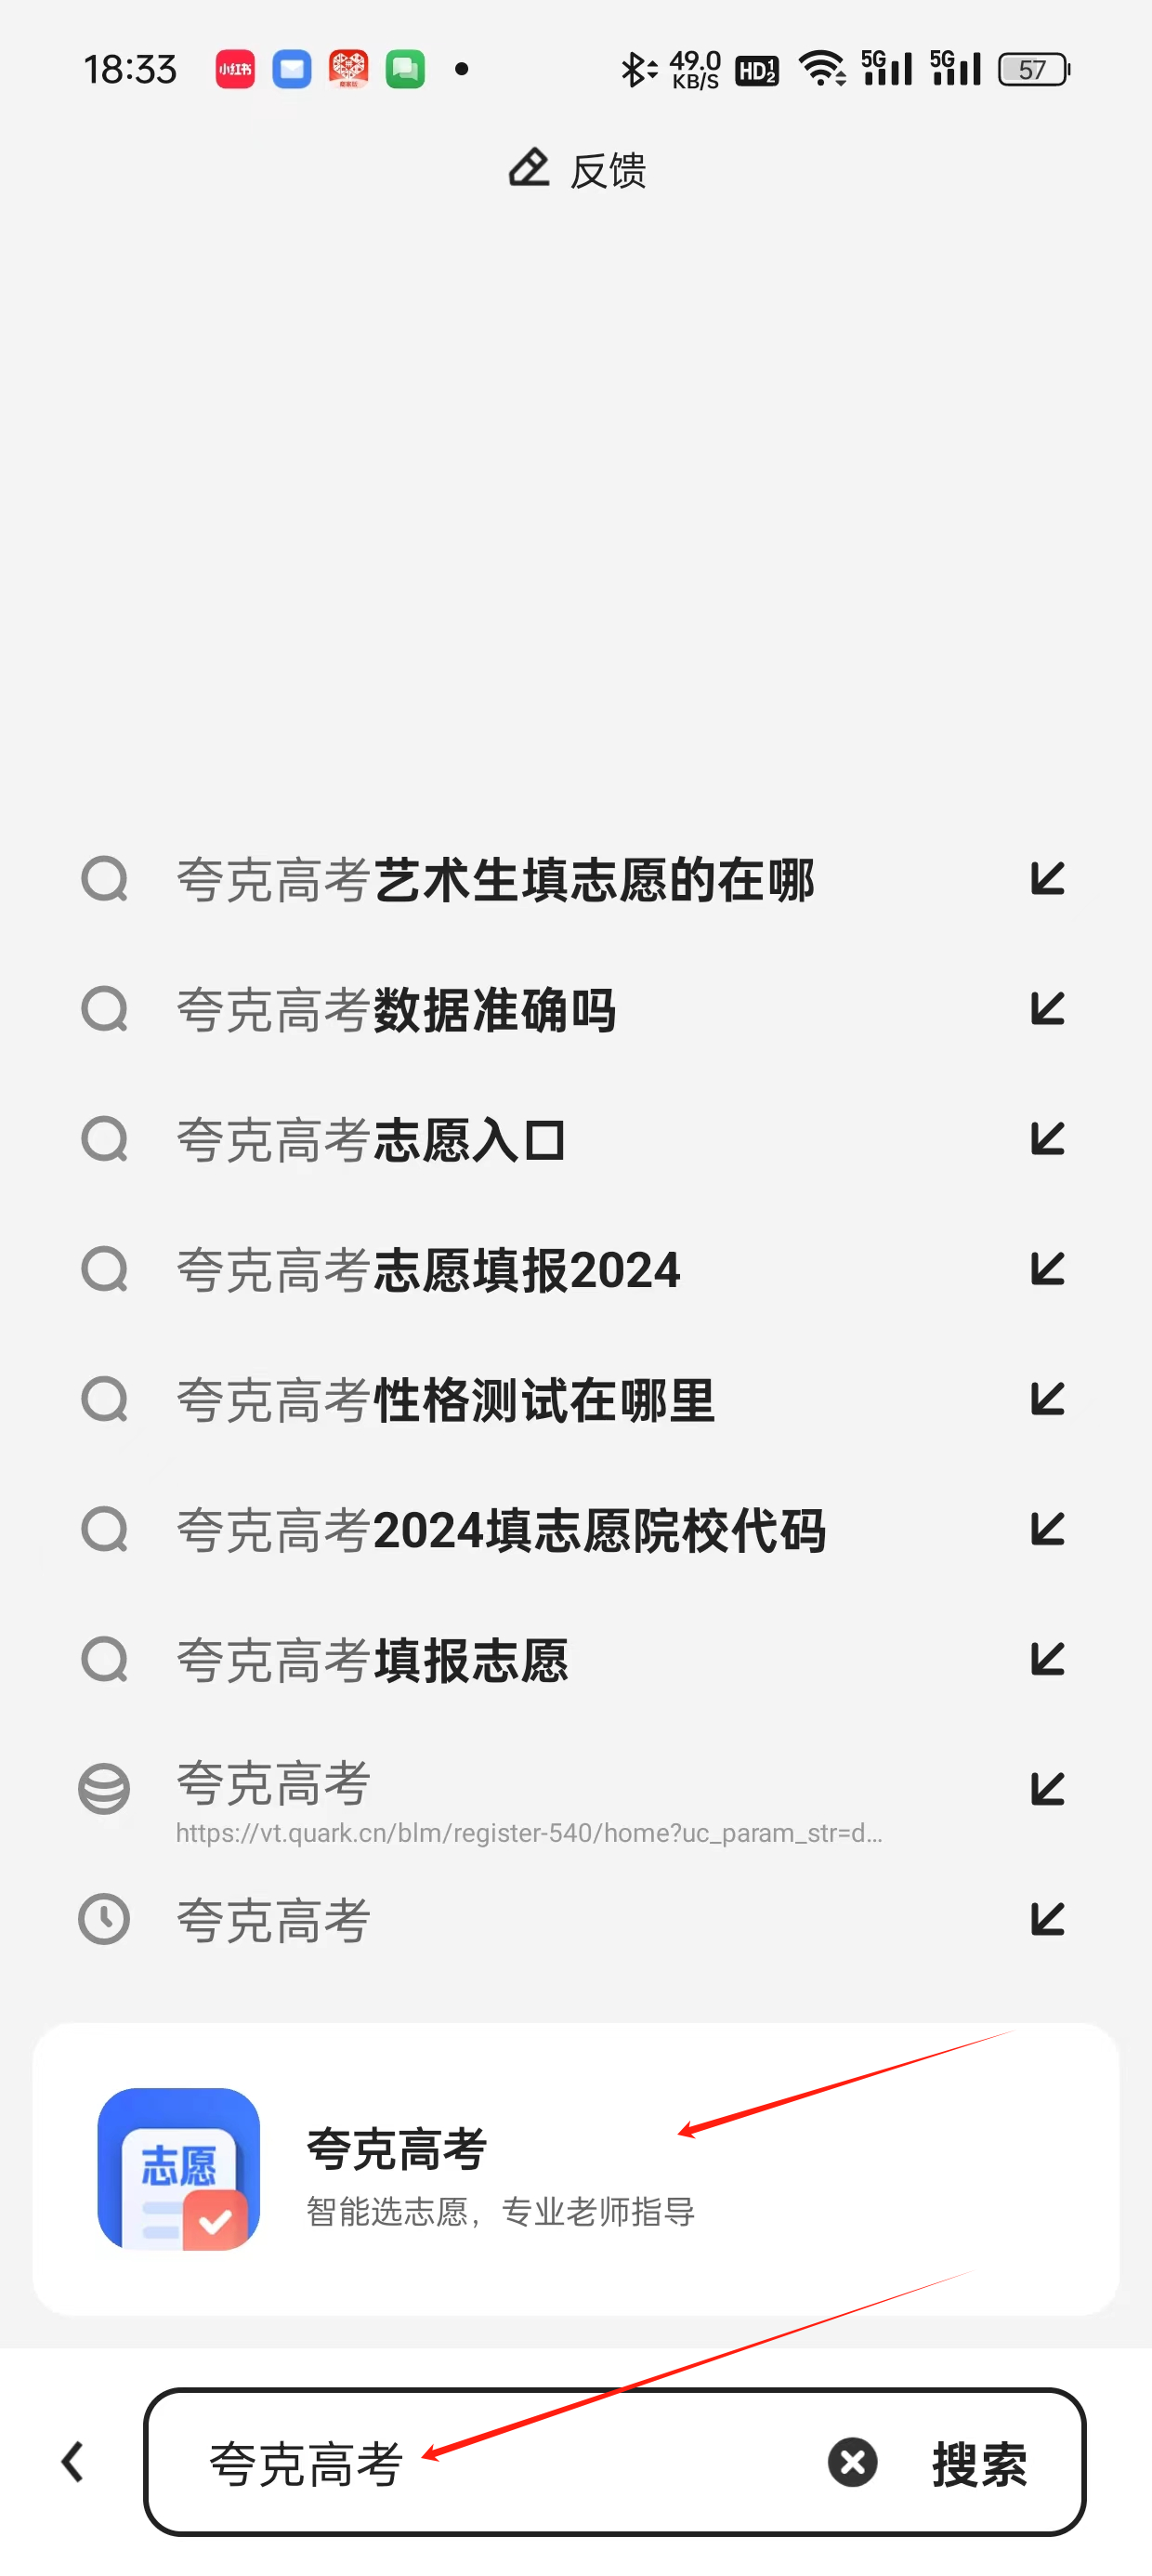 18:33 小红书 49.0 KB/S HD 1 2 5G 5G 57
反馈
夸克高考艺术生填志愿的在哪
夸克高考数据准确吗
夸克高考志愿入口
夸克高考志愿填报2024
夸克高考性格测试在哪里
夸克高考2024填志愿院校代码
夸克高考填报志愿
夸克高考
https://vt.quark.cn/blm/register-540/home?uc_param_str=d...
夸克高考
志愿
夸克高考
智能选志愿，专业老师指导
夸克高考 搜索